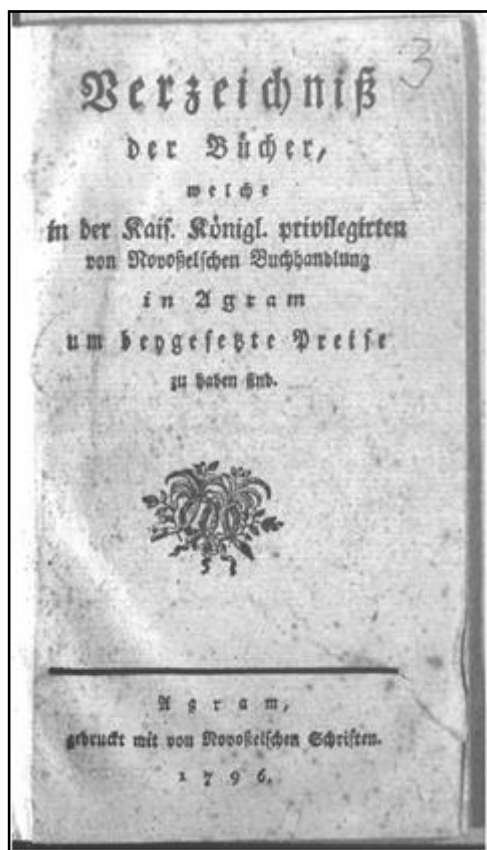 3
Verzeichniß
der Bücher,
welche
in der Kais. Königl. privilegirten
von Novoßelschen Buchhandlung
in Agram
um beygesetzte Preise
zu haben sind.
Agram,
gedruckt mit von Novoßelschen Schriften.
1796.